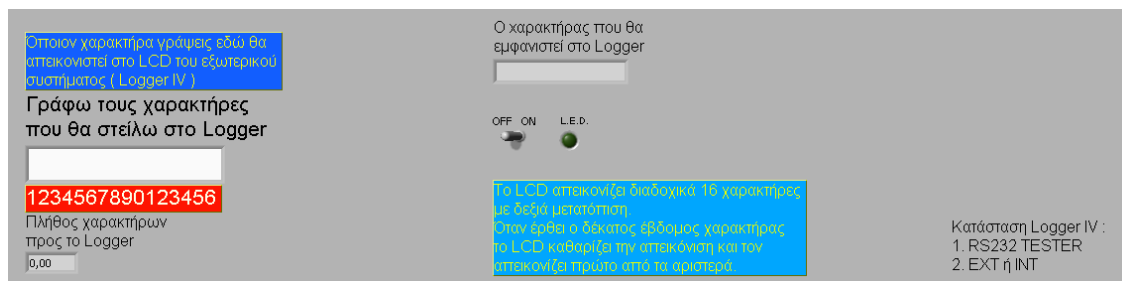 Όποιον χαρακτήρα γράψεις εδώ θα
απεικονιστεί στο LCD του εξωτερικού
συστήματος ( Logger IV )
Γράφω τους χαρακτήρες
που θα στείλω στο Logger
1234567890123456
Πλήθος χαρακτήρων
προς το Logger
0,00
Ο χαρακτήρας που θα
εμφανιστεί στο Logger
OFF ON L.E.D.
Το LCD απεικονίζει διαδοχικά 16 χαρακτήρες
με δεξιά μετατόπιση.
Όταν έρθει ο δέκατος έβδομος χαρακτήρας
το LCD καθαρίζει την απεικόνιση και τον
απεικονίζει πρώτο από τα αριστερά.
Κατάσταση Logger IV :
1. RS232 TESTER
2. EXT ή INT